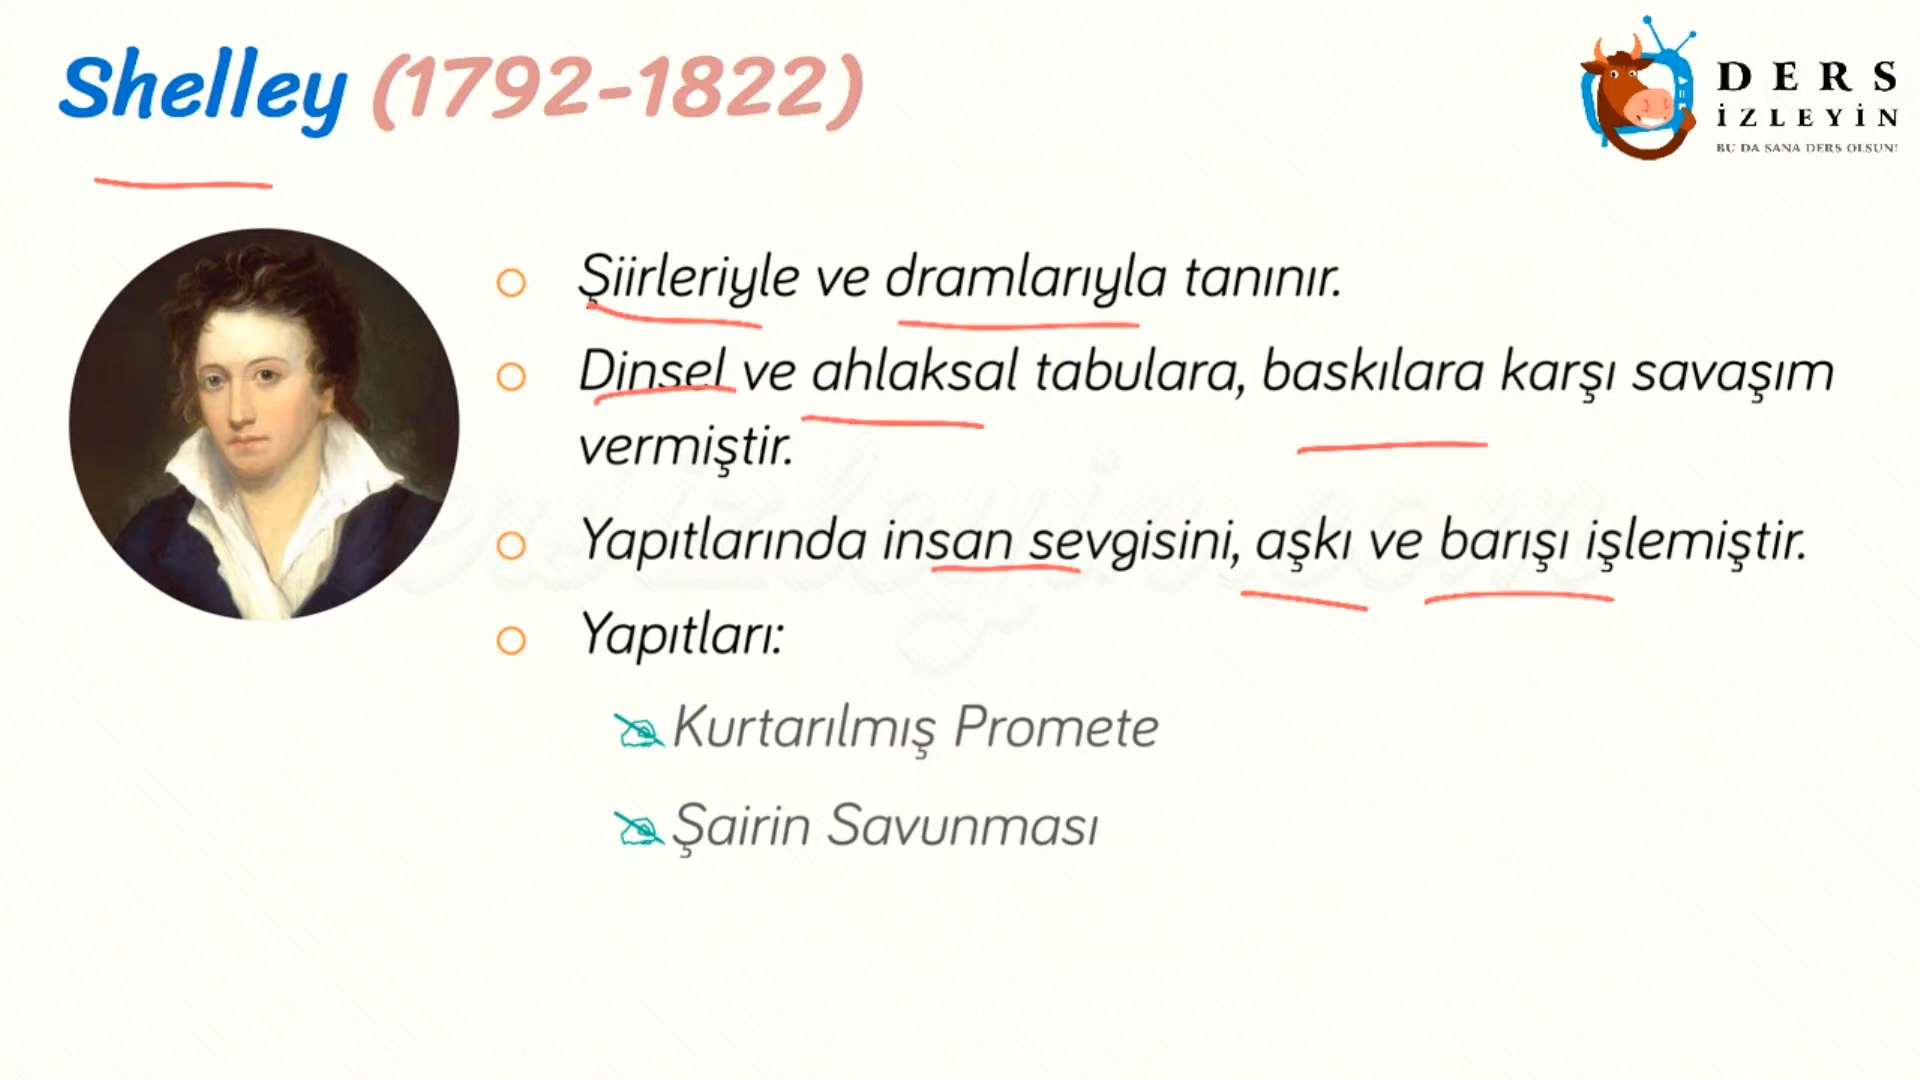 Shelley (1792-1822)
DERS
İZLEYİN
BU DA SANA DERS OLSUN!
Şiirleriyle ve dramlarıyla tanınır.
Dinsel ve ahlaksal tabulara, baskılara karşı savaşım
vermiştir.
Yapıtlarında insan sevgisini, aşkı ve barışı işlemiştir.
Yapıtları:
Kurtarılmış Promete
Şairin Savunması